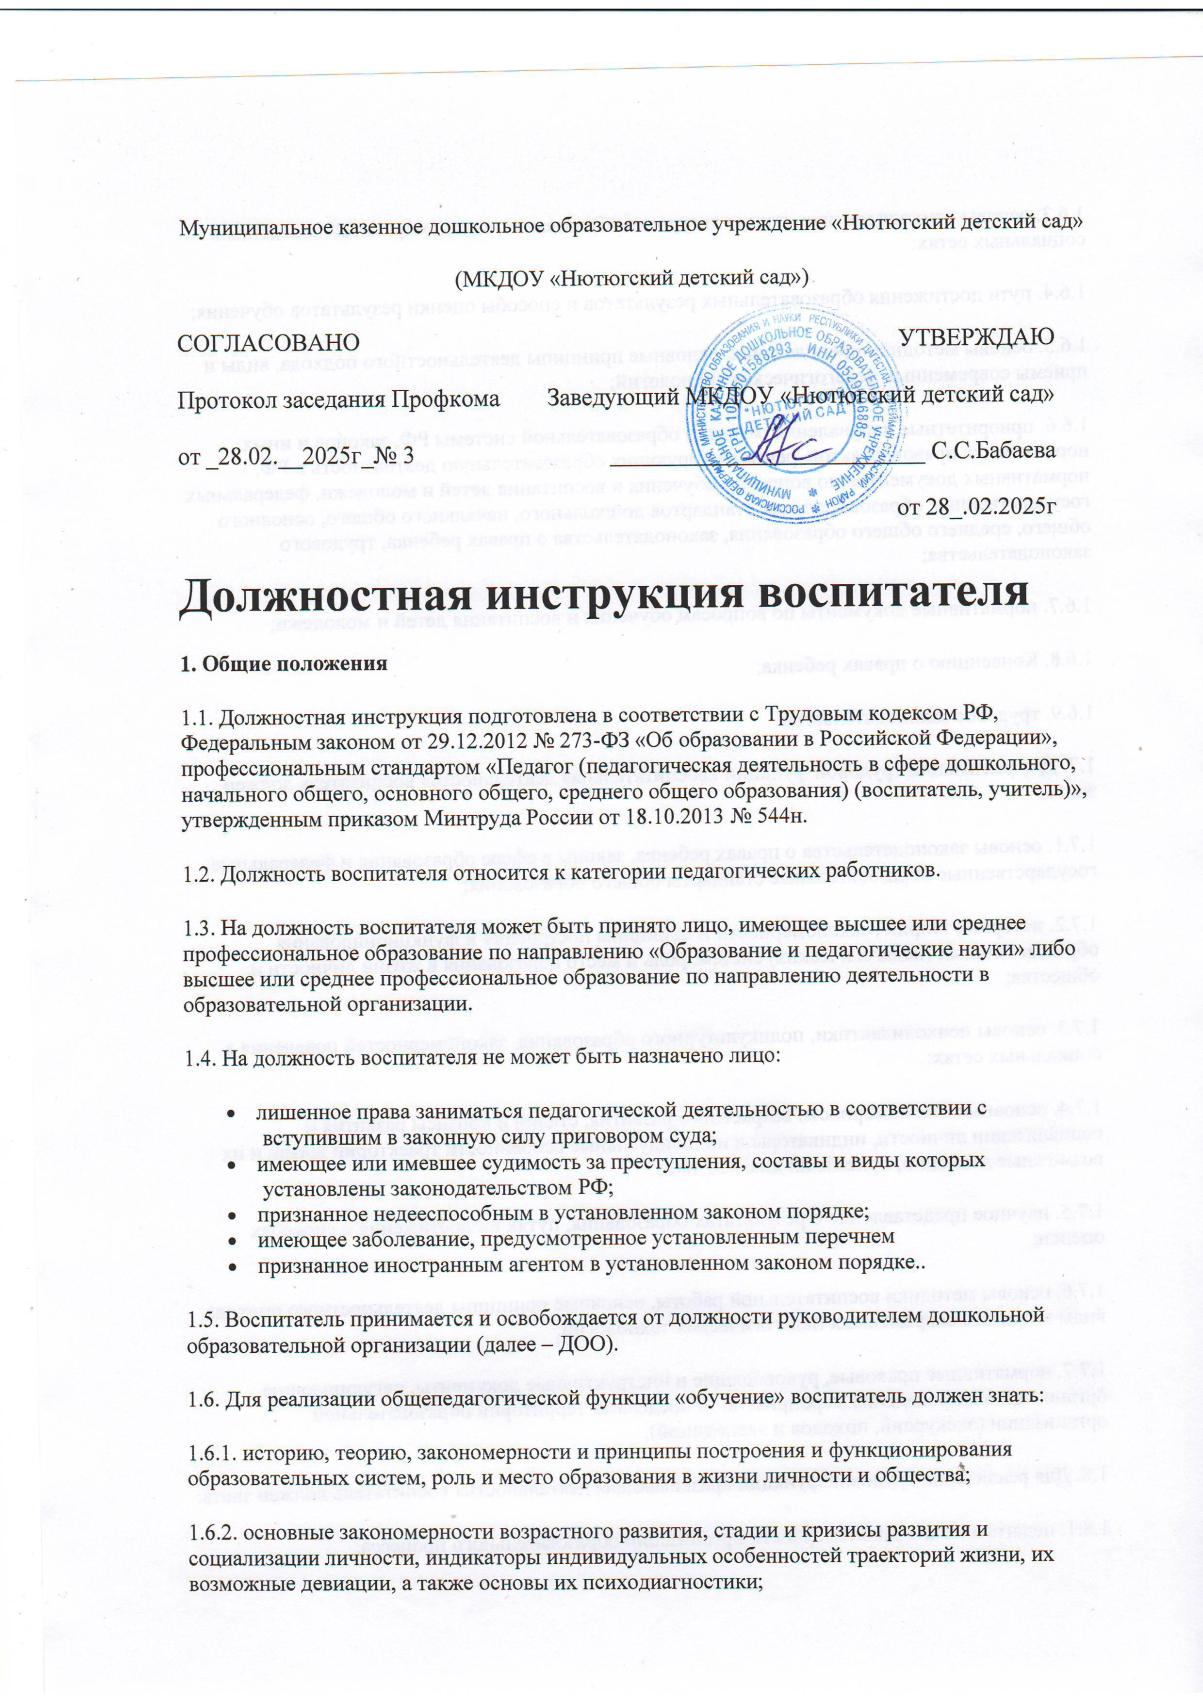 Муниципальное казенное дошкольное образовательное учреждение «Нютюгский детский сад»
(МКДОУ «Нютюгский детский сад»)
СОГЛАСОВАНО УТВЕРЖДАЮ
Протокол заседания Профкома Заведующий МКДОУ «Нютюгский детский сад»
от _28.02.__ 2025г_№ 3 __________________________ С.С.Бабаева
от 28_.02.2025г
МУНИЦИПАЛЬНОЕ КАЗЕННОЕ ДОШКОЛЬНОЕ ОБРАЗОВАТЕЛЬНОЕ УЧРЕЖДЕНИЕ
"НЮТЮГСКИЙ
ДЕТСКИЙ САД"
Должностная инструкция воспитателя
1. Общие положения
1.1. Должностная инструкция подготовлена в соответствии с Трудовым кодексом РФ,
Федеральным законом от 29.12.2012 № 273-ФЗ «Об образовании в Российской Федерации»,
профессиональным стандартом «Педагог (педагогическая деятельность в сфере дошкольного,
начального общего, основного общего, среднего общего образования) (воспитатель, учитель)»,
утвержденным приказом Минтруда России от 18.10.2013 № 544н.
1.2. Должность воспитателя относится к категории педагогических работников.
1.3. На должность воспитателя может быть принято лицо, имеющее высшее или среднее
профессиональное образование по направлению «Образование и педагогические науки» либо
высшее или среднее профессиональное образование по направлению деятельности в
образовательной организации.
1.4. На должность воспитателя не может быть назначено лицо:
• лишенное права заниматься педагогической деятельностью в соответствии с
вступившим в законную силу приговором суда;
• имеющее или имевшее судимость за преступления, составы и виды которых
установлены законодательством РФ;
• признанное недееспособным в установленном законом порядке;
• имеющее заболевание, предусмотренное установленным перечнем
• признанное иностранным агентом в установленном законом порядке..
1.5. Воспитатель принимается и освобождается от должности руководителем дошкольной
образовательной организации (далее – ДОО).
1.6. Для реализации общепедагогической функции «обучение» воспитатель должен знать:
1.6.1. историю, теорию, закономерности и принципы построения и функционирования
образовательных систем, роль и место образования в жизни личности и общества;
1.6.2. основные закономерности возрастного развития, стадии и кризисы развития и
социализации личности, индикаторы индивидуальных особенностей траекторий жизни, их
возможные девиации, а также основы их психодиагностики;